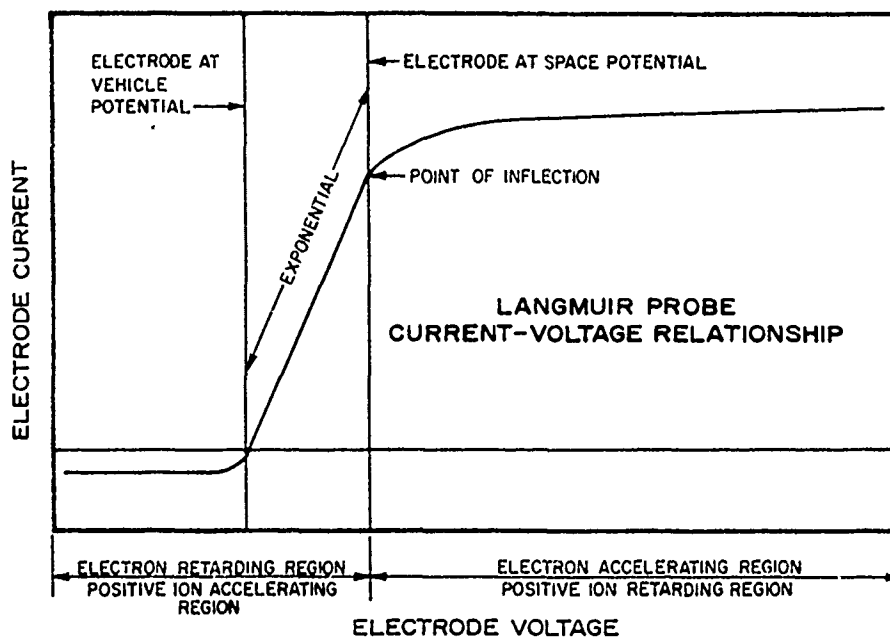 ELECTRODE AT
VEHICLE
POTENTIAL
ELECTRODE AT SPACE POTENTIAL
EXPONENTIAL
POINT OF INFLECTION
LANGMUIR PROBE
CURRENT-VOLTAGE RELATIONSHIP
ELECTRODE CURRENT
ELECTRON RETARDING REGION
POSITIVE ION ACCELERATING
REGION
ELECTRON ACCELERATING REGION
POSITIVE ION RETARDING REGION
ELECTRODE VOLTAGE